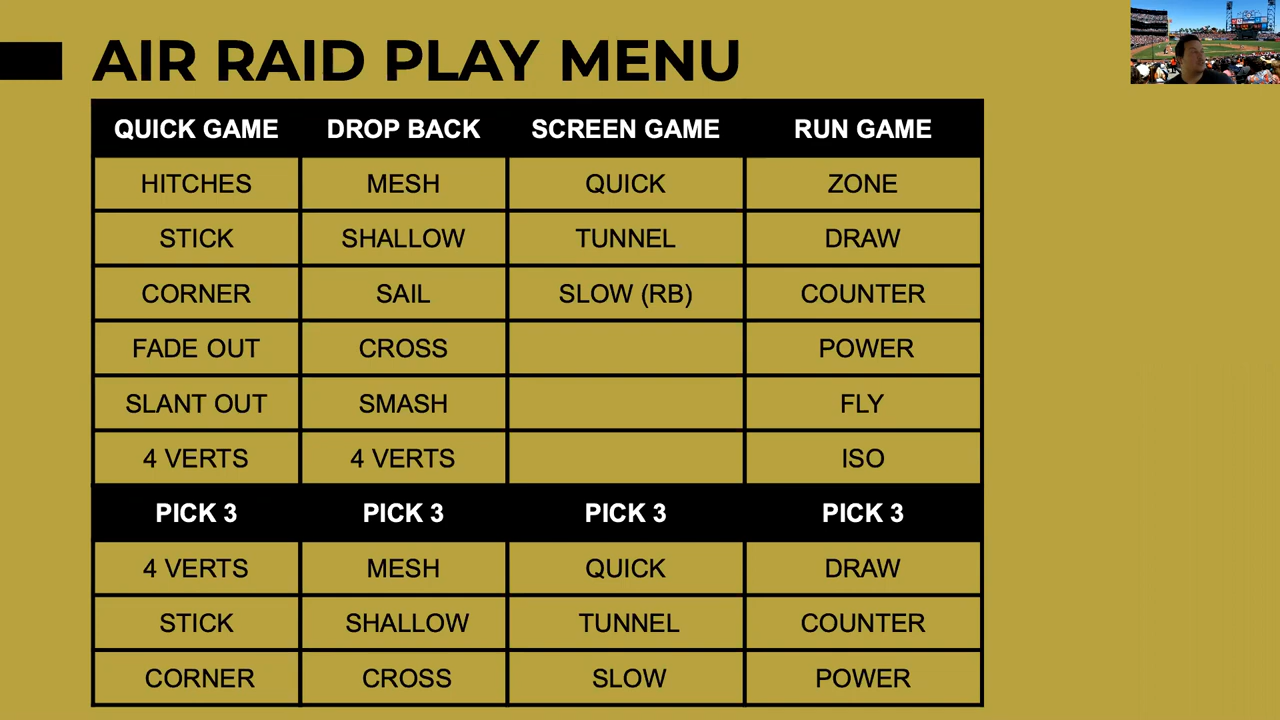 AIR RAID PLAY MENU
QUICK GAME DROP BACK SCREEN GAME RUN GAME
HITCHES MESH QUICK ZONE
STICK SHALLOW TUNNEL DRAW
CORNER SAIL SLOW (RB) COUNTER
FADE OUT CROSS POWER
SLANT OUT SMASH FLY
4 VERTS 4 VERTS ISO
PICK 3 PICK 3 PICK 3 PICK 3
4 VERTS MESH QUICK DRAW
STICK SHALLOW TUNNEL COUNTER
CORNER CROSS SLOW POWER